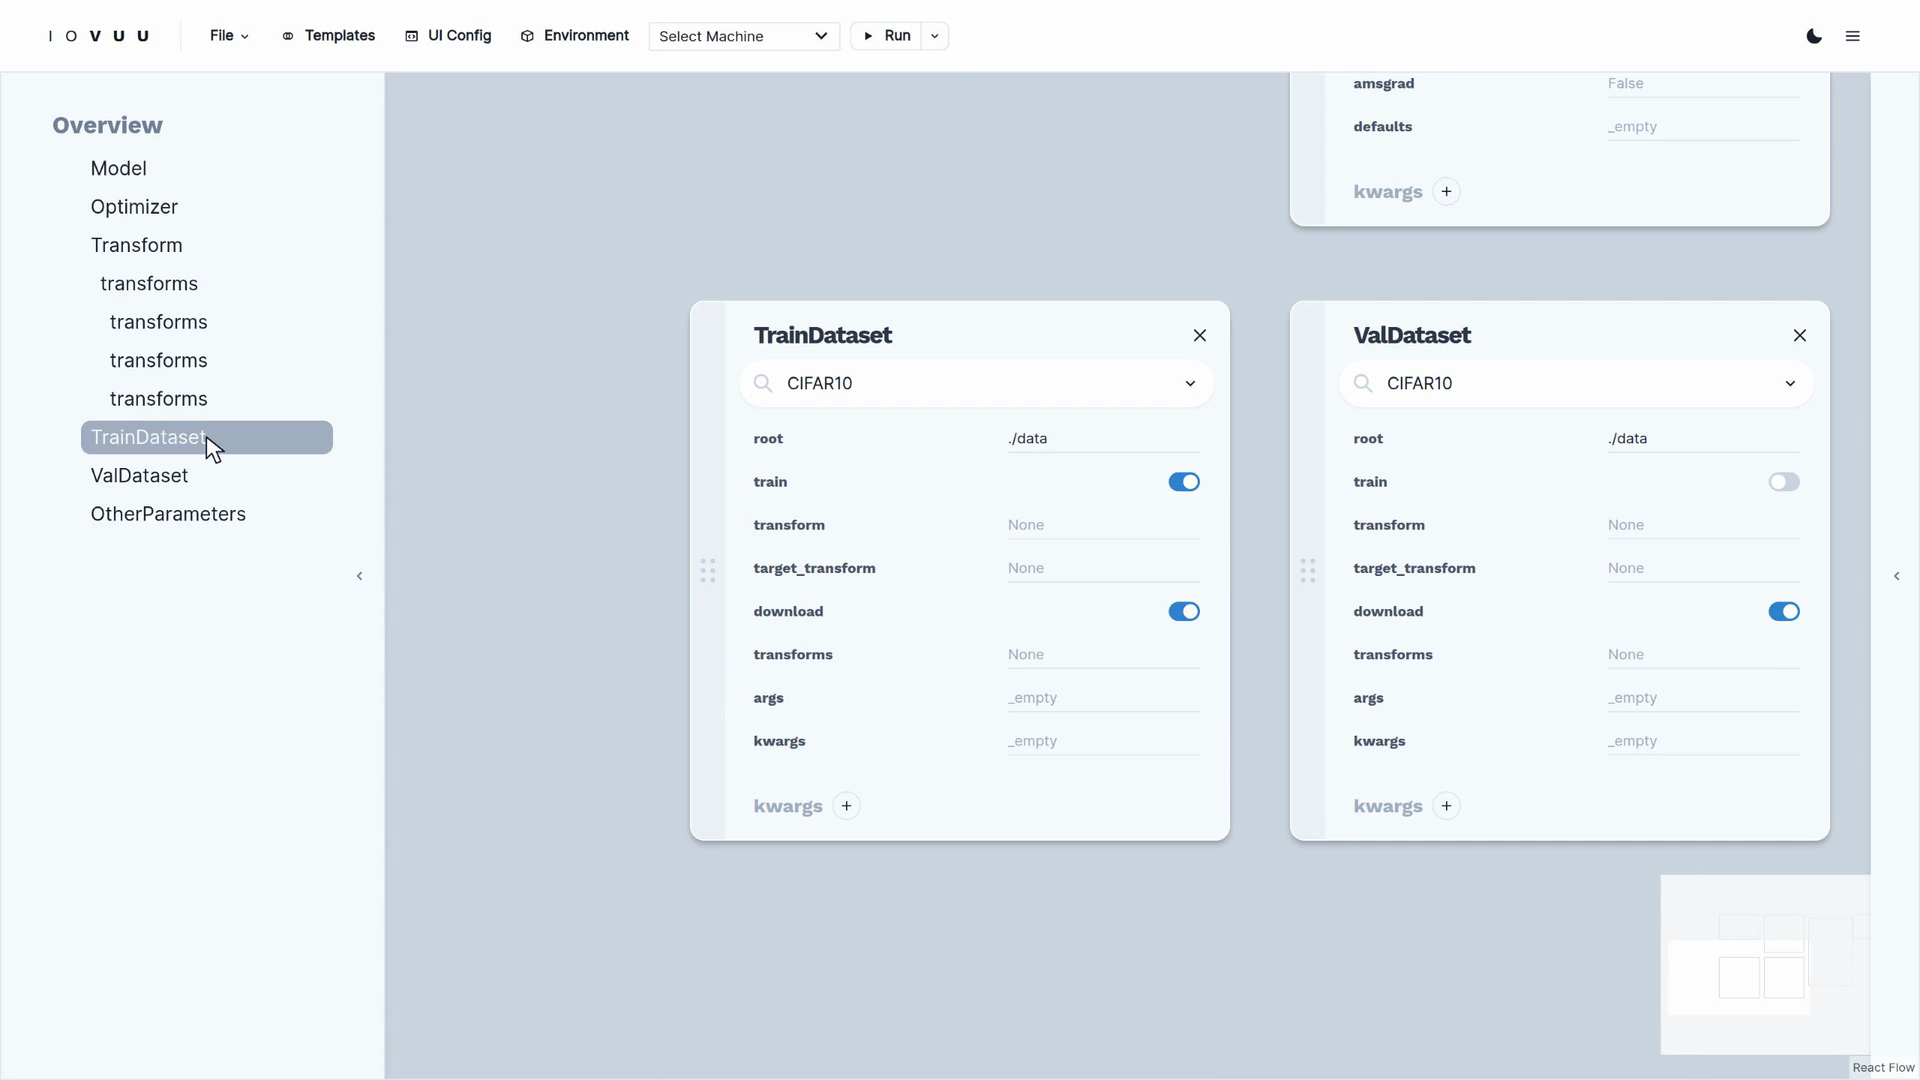 IOVUU
File
Templates
UI Config
Environment
Select Machine
Run
Overview
Model
Optimizer
Transform
transforms
transforms
transforms
transforms
TrainDataset
ValDataset
OtherParameters
amsgrad False
defaults _empty
kwargs +
TrainDataset
CIFAR10
root ./data
train
transform None
target_transform None
download
transforms None
args _empty
kwargs _empty
kwargs +
ValDataset
CIFAR10
root ./data
train
transform None
target_transform None
download
transforms None
args _empty
kwargs _empty
kwargs +
React Flow